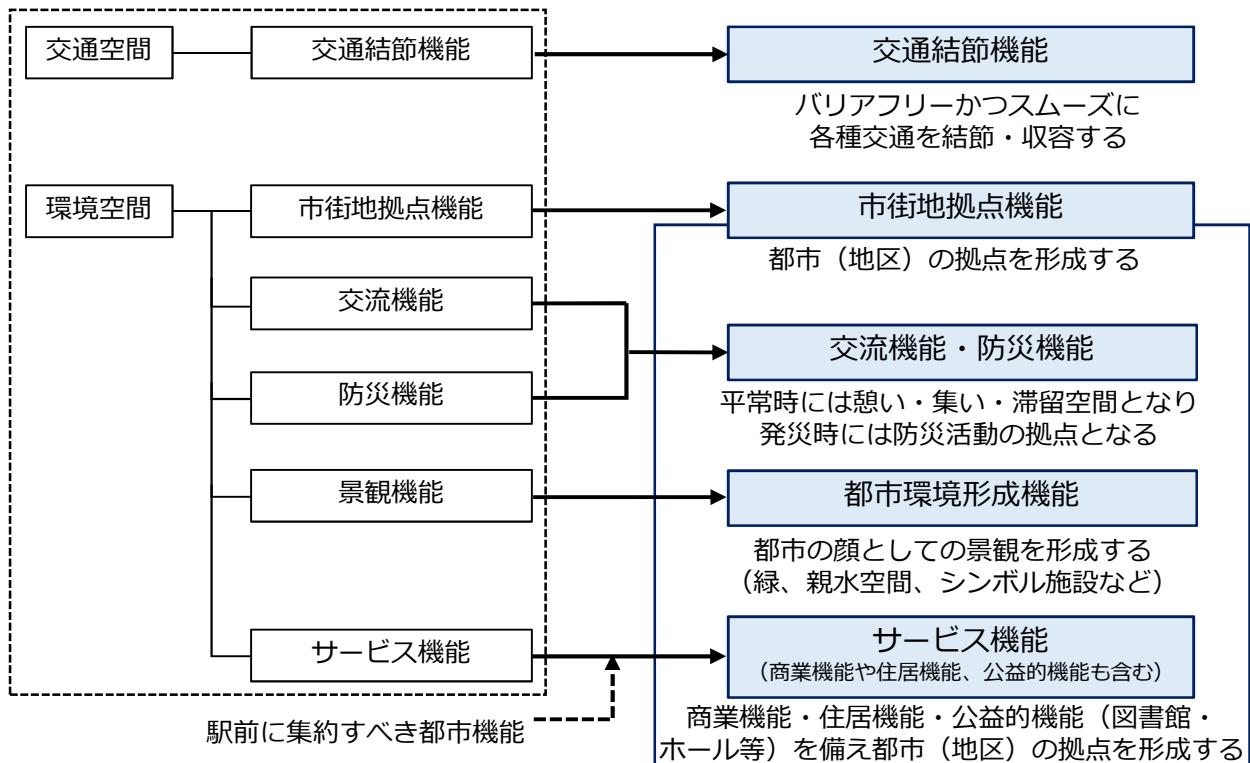 交通空間
交通結節機能
交通結節機能
バリアフリーかつスムーズに
各種交通を結節・収容する
環境空間
市街地拠点機能
市街地拠点機能
都市（地区）の拠点を形成する
交流機能
防災機能
交流機能・防災機能
平常時には憩い・集い・滞留空間となり
発災時には防災活動の拠点となる
景観機能
都市環境形成機能
都市の顔としての景観を形成する
（緑、親水空間、シンボル施設など）
サービス機能
サービス機能
（商業機能や住居機能、公益的機能も含む）
駅前に集約すべき都市機能
商業機能・住居機能・公益的機能（図書館・
ホール等）を備え都市（地区）の拠点を形成する